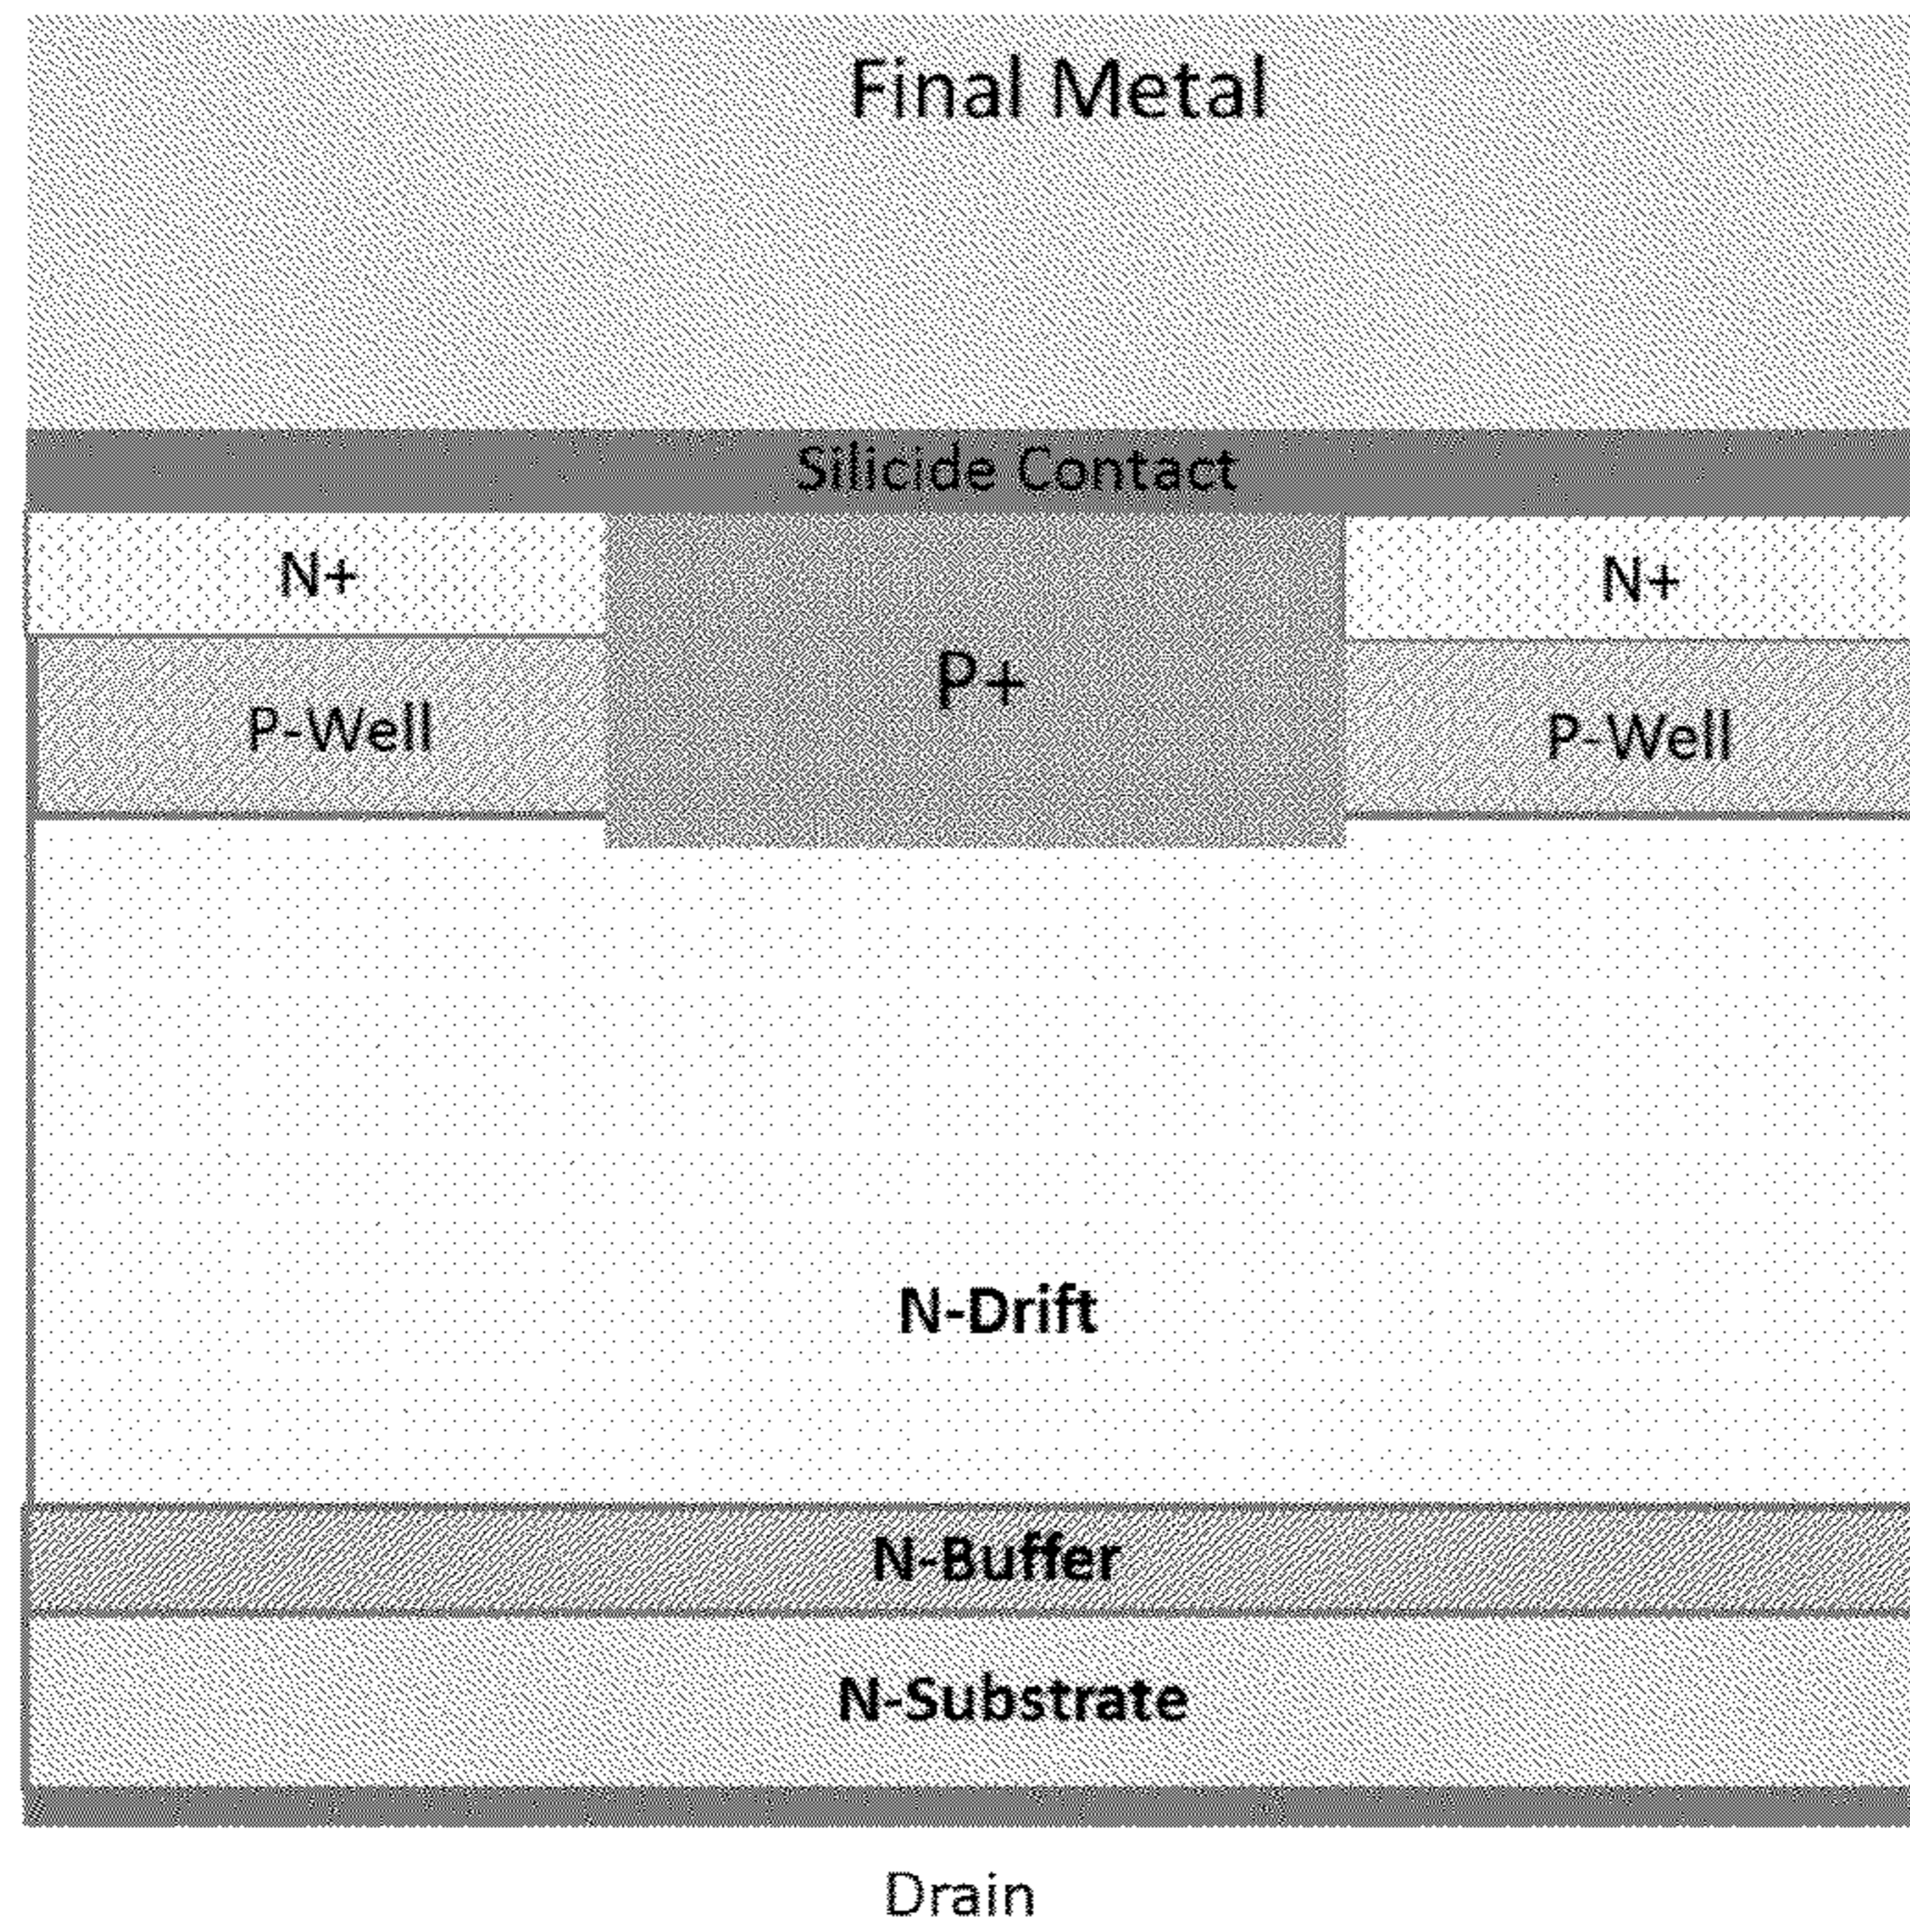 Final Metal
Silicide Contact
N+
N+
P+
P-Well
P-Well
N-Drift
N-Buffer
N-Substrate
Drain